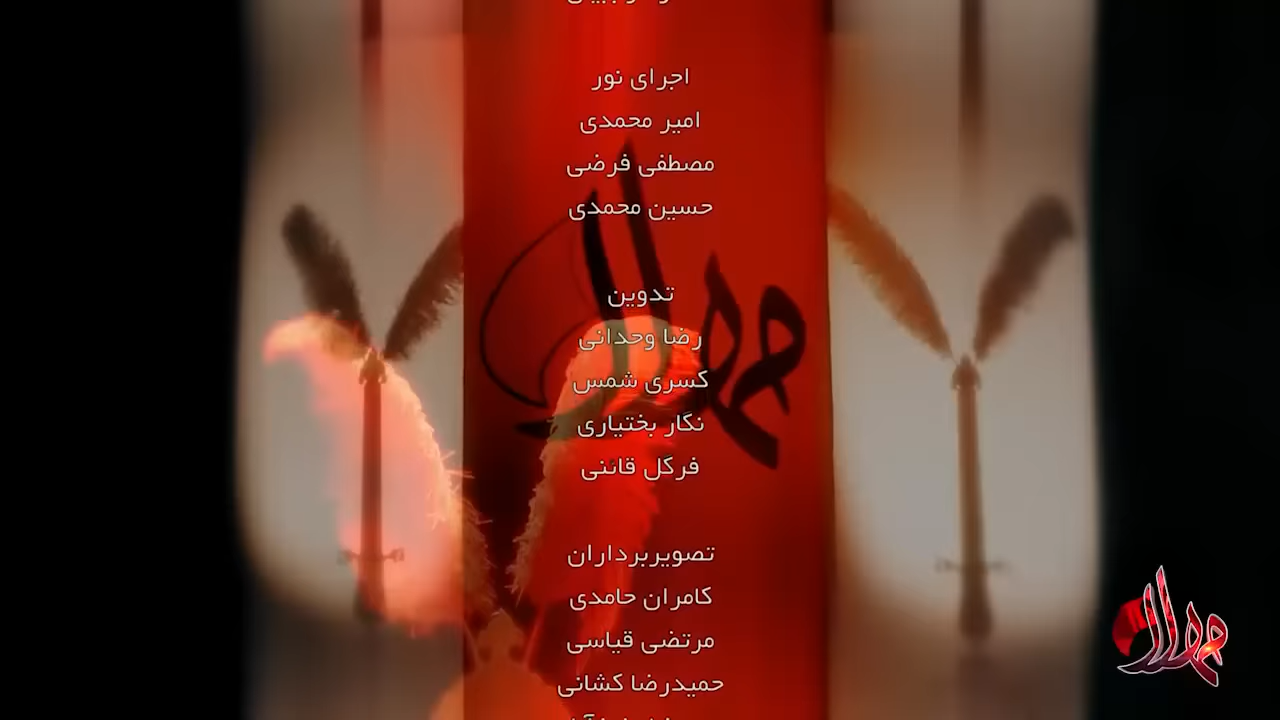 اجرای نور
امیر محمدی
مصطفی فرضی
حسین محمدی
تدوین
رضا وحدانی
کسری شمس
نگار بختیاری
فرگل قائنی
تصویربرداران
کامران حامدی
مرتضی قیاسی
حمیدرضا کشانی